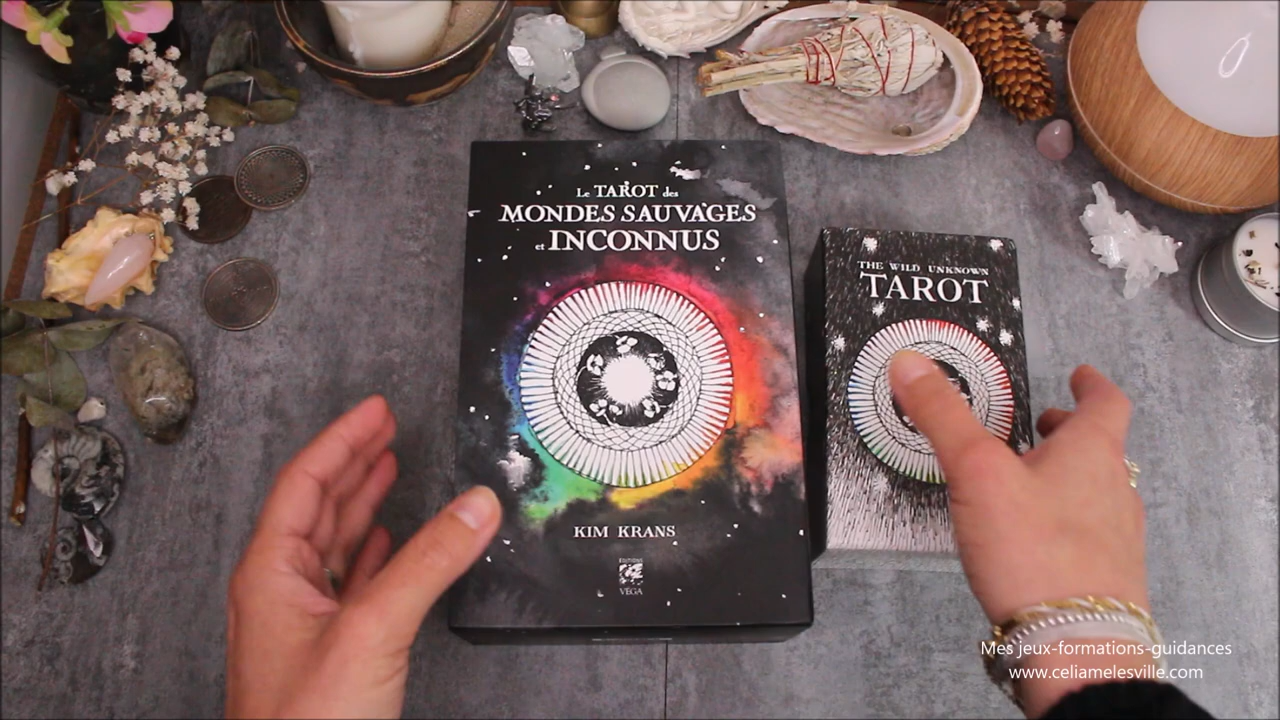 Le TAROT des
MONDES SAUVAGES
et INCONNUS
KIM KRANS
EDITIONS
VEGA
THE WILD UNKNOWN
TAROT
Mes jeux-formations-guidances
www.celiamelesville.com